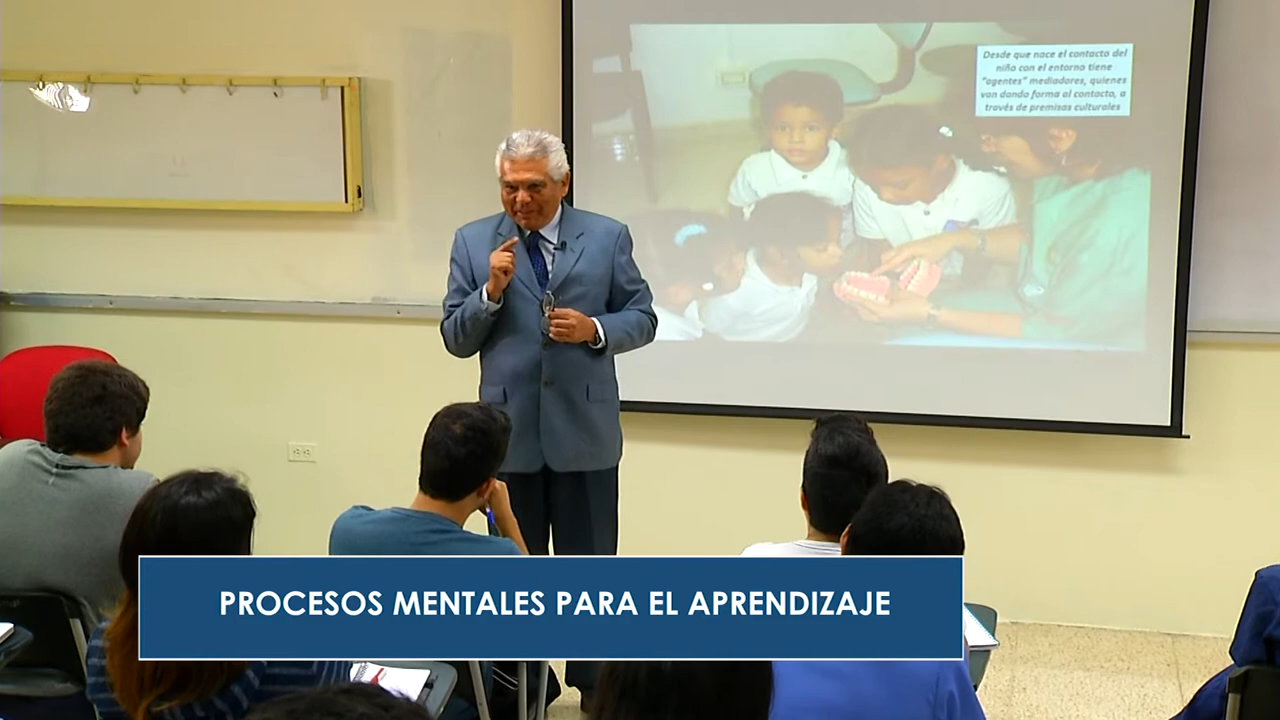 Desde que nace el contacto del
niño con el entorno tiene
"agentes" mediadores, quienes
van dando forma al contacto, a
través de premisas culturales
PROCESOS MENTALES PARA EL APRENDIZAJE